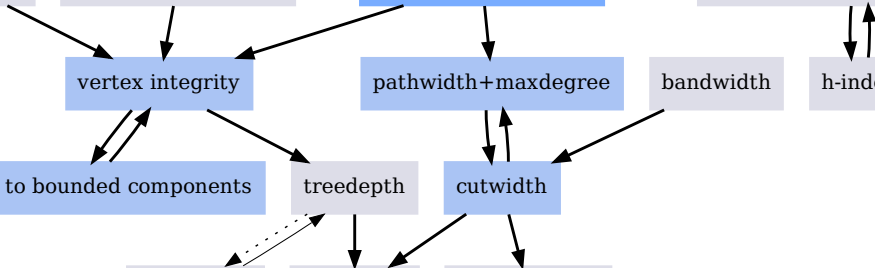 vertex integrity
pathwidth+maxdegree
bandwidth
to bounded components
treedepth
cutwidth